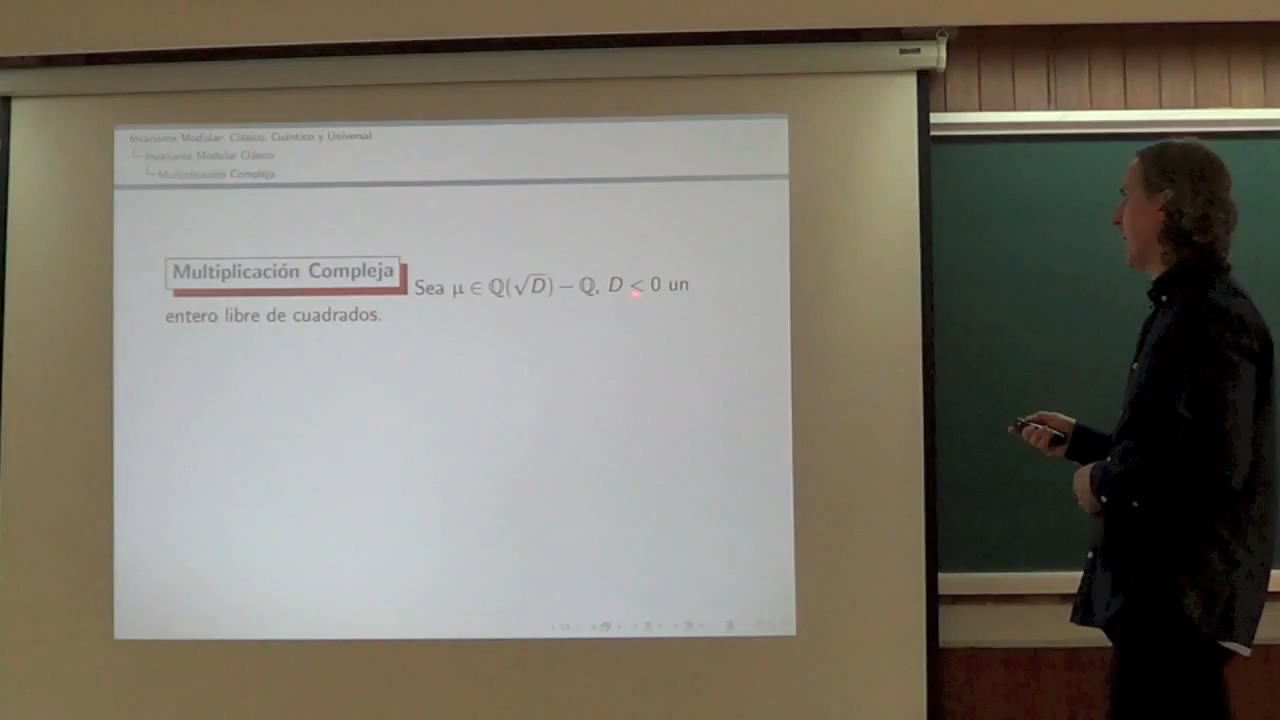 Invariante Modular: Clásico, Cuántico y Universal
Invariante Modular Clásico
Multiplicación Compleja
Multiplicación Compleja Sea μ ∈ ℚ(√D) − ℚ, D < 0 un
entero libre de cuadrados.